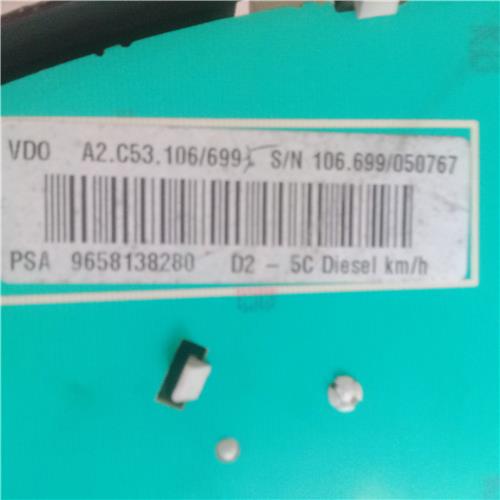 VDO A2.C53.106/699 S/N 106.699/050767
PSA 9658138280 D2 - 5C Diesel km/h